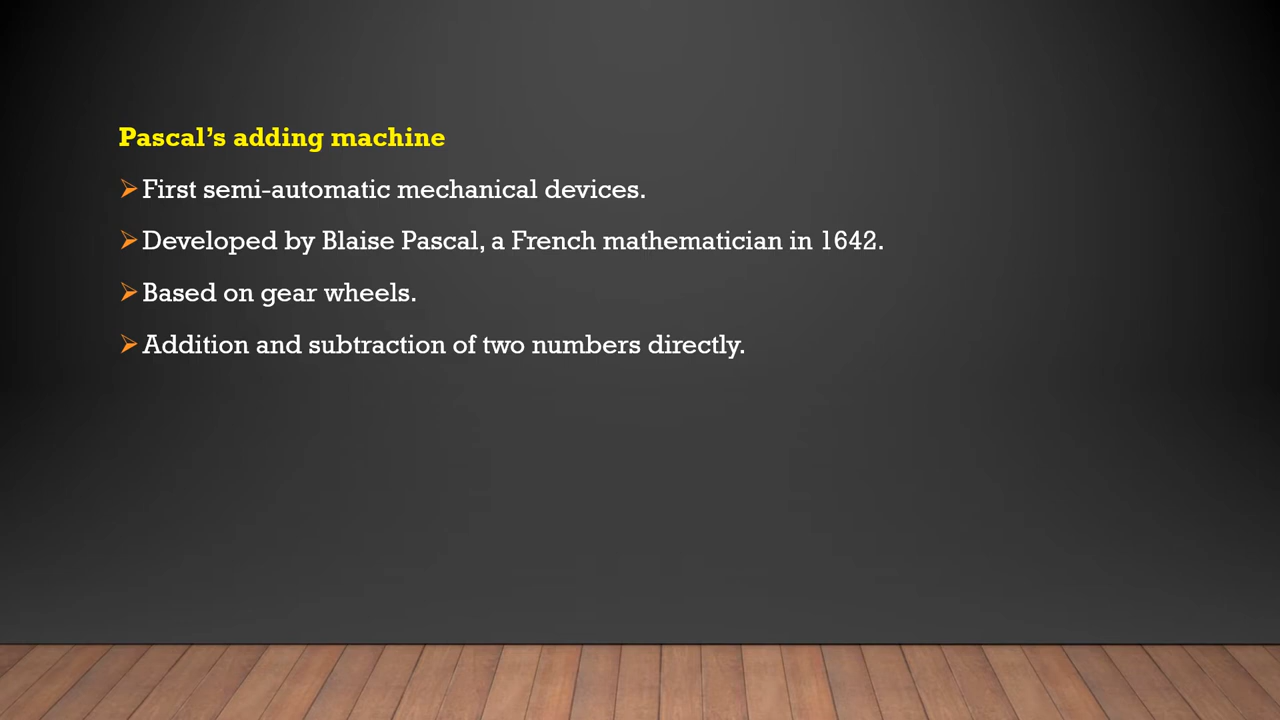 Pascal’s adding machine
➢First semi-automatic mechanical devices.
➢Developed by Blaise Pascal, a French mathematician in 1642.
➢Based on gear wheels.
➢Addition and subtraction of two numbers directly.